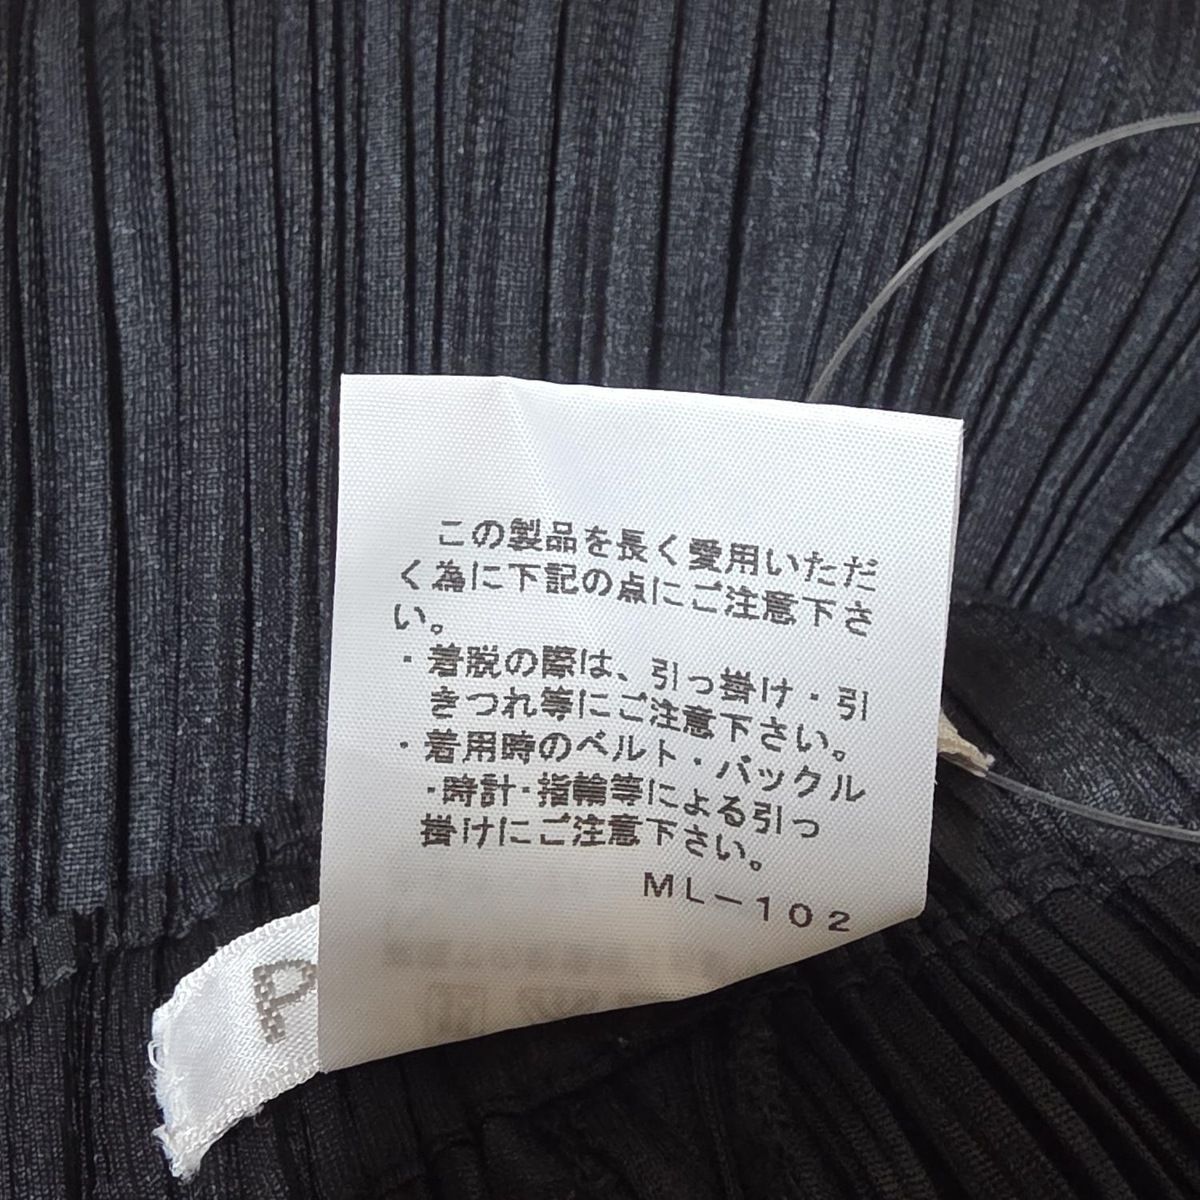 この製品を長く愛用いただ
く為に下記の点にご注意下さ
い。
・着脱の際は、引っ掛け・引
きつれ等にご注意下さい。
・着用時のベルト・バックル
・時計・指輪等による引っ
掛けにご注意下さい。
ML-102
P